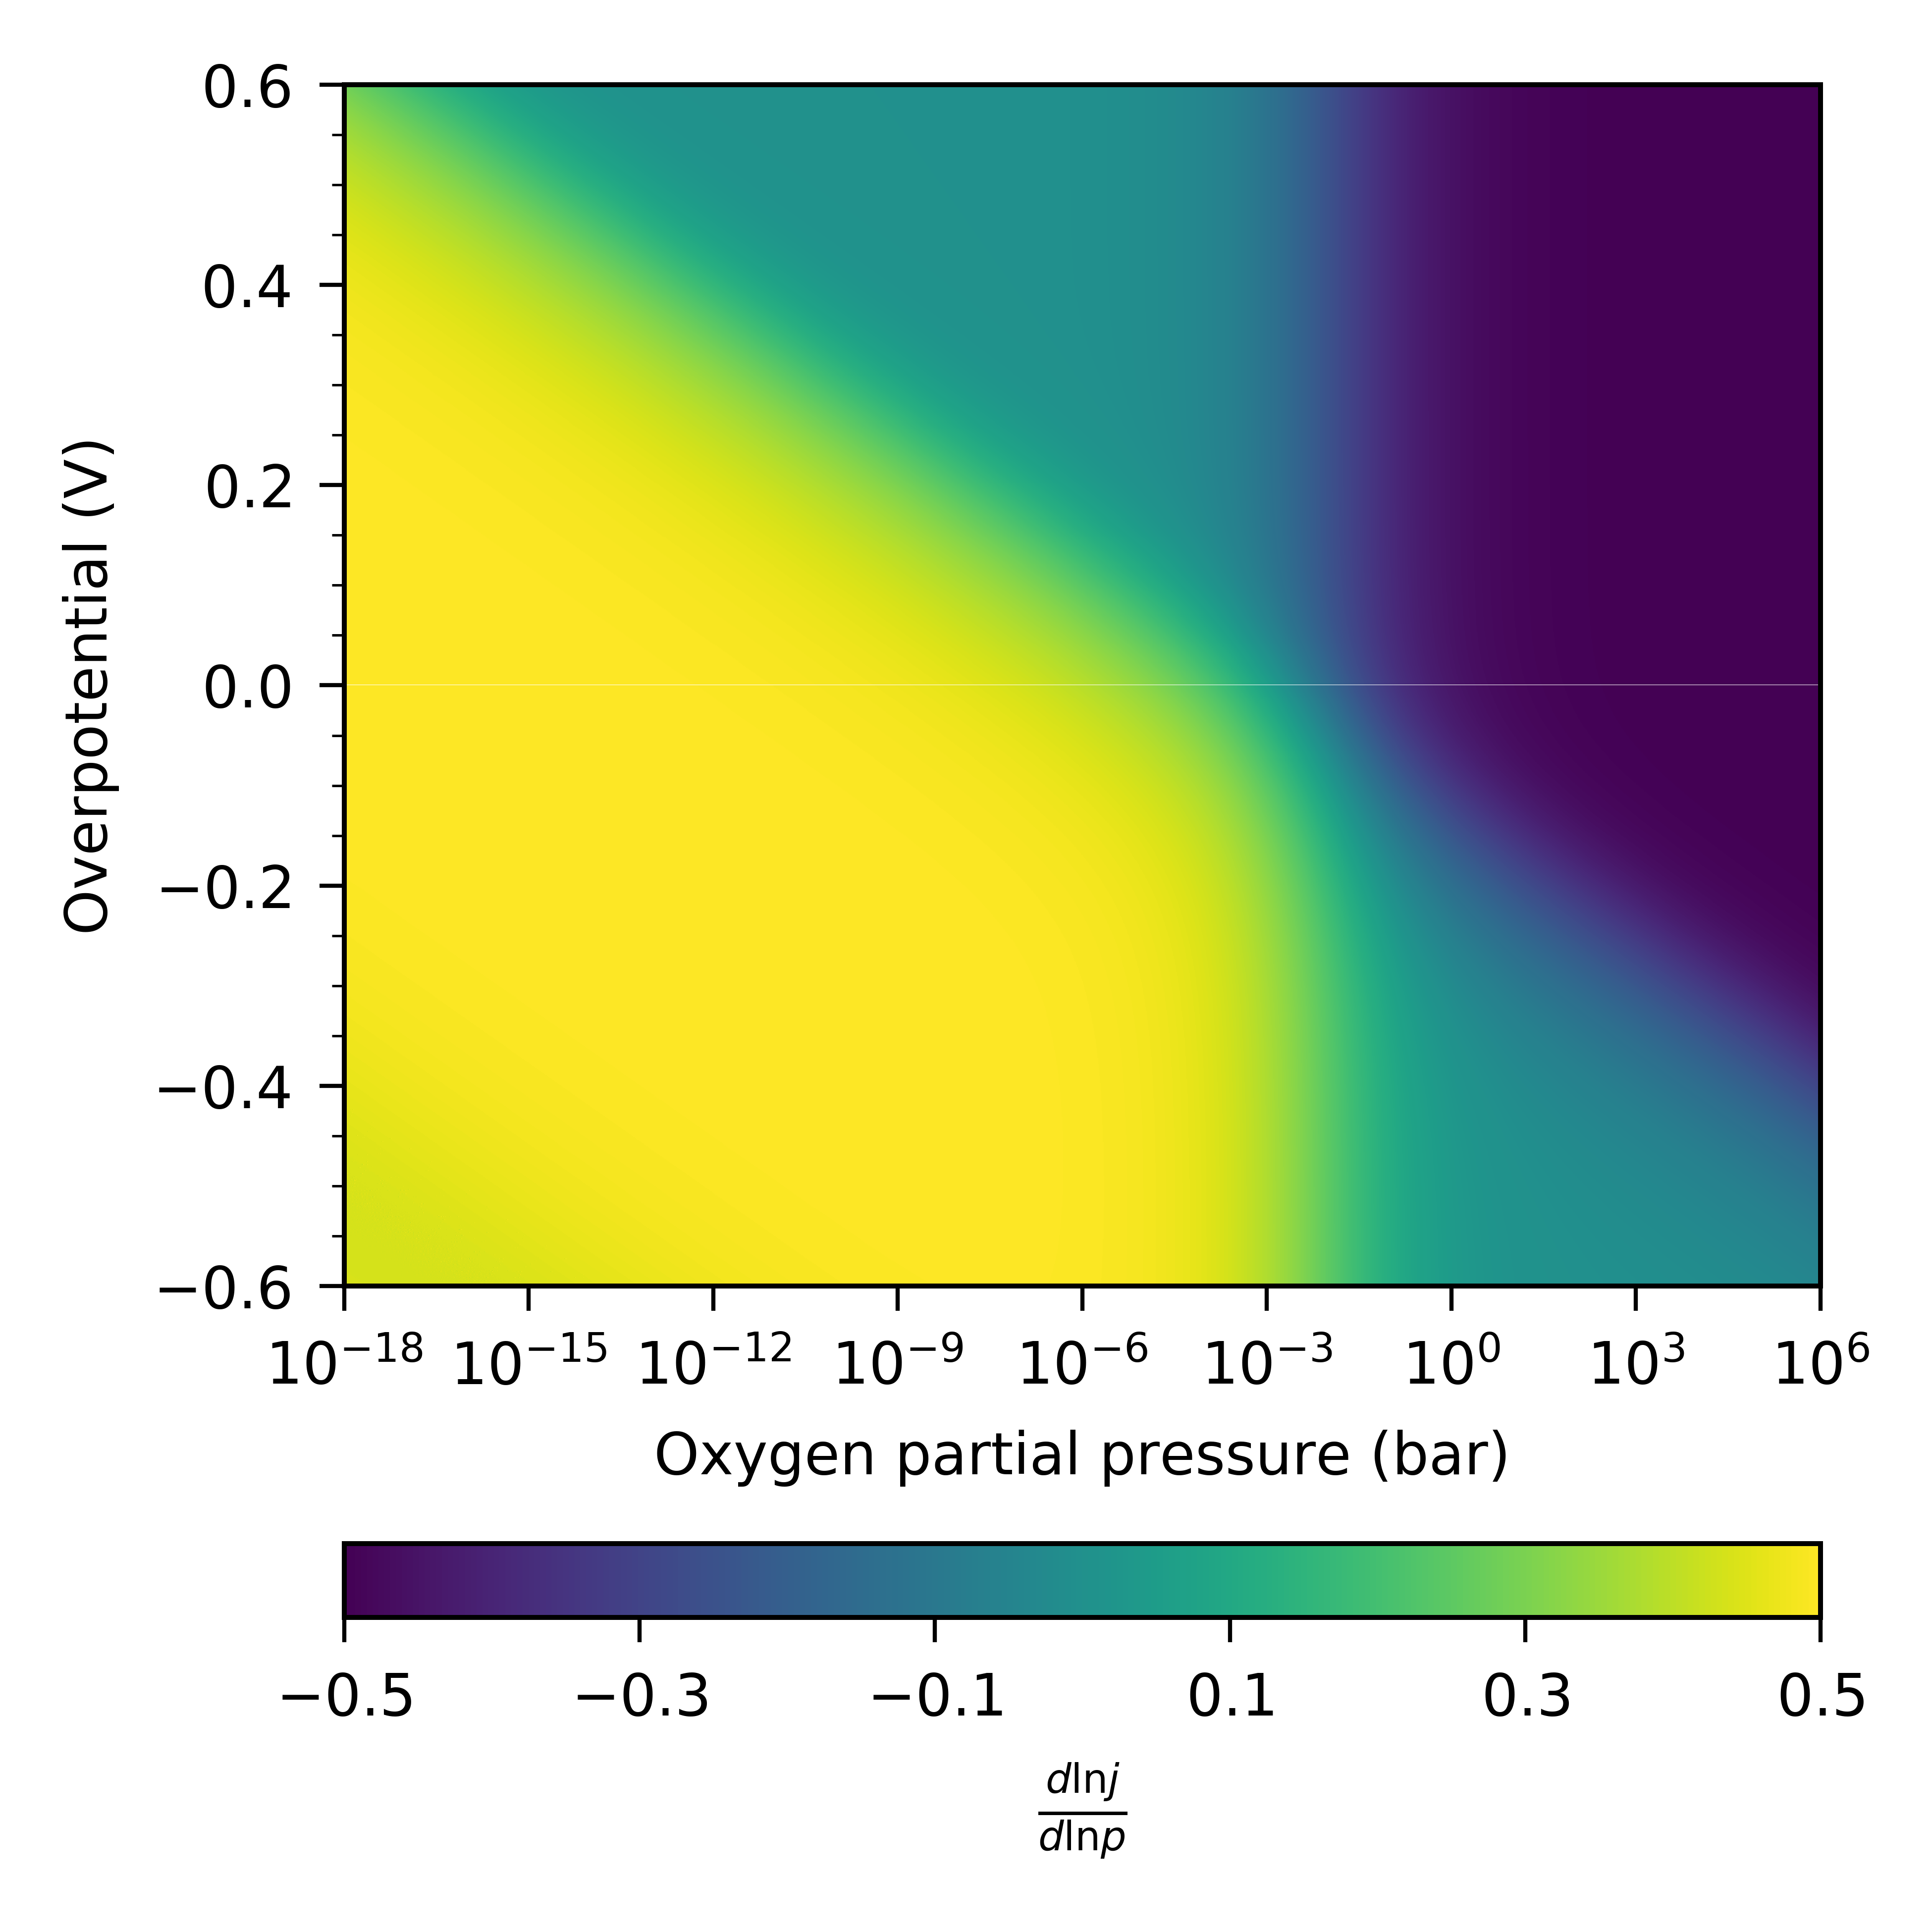 Overpotential (V)
0.6
0.4
0.2
0.0
−0.2
−0.4
−0.6
10⁻¹⁸ 10⁻¹⁵ 10⁻¹² 10⁻⁹ 10⁻⁶ 10⁻³ 10⁰ 10³ 10⁶
Oxygen partial pressure (bar)
−0.5 −0.3 −0.1 0.1 0.3 0.5
dlnj
dlnp